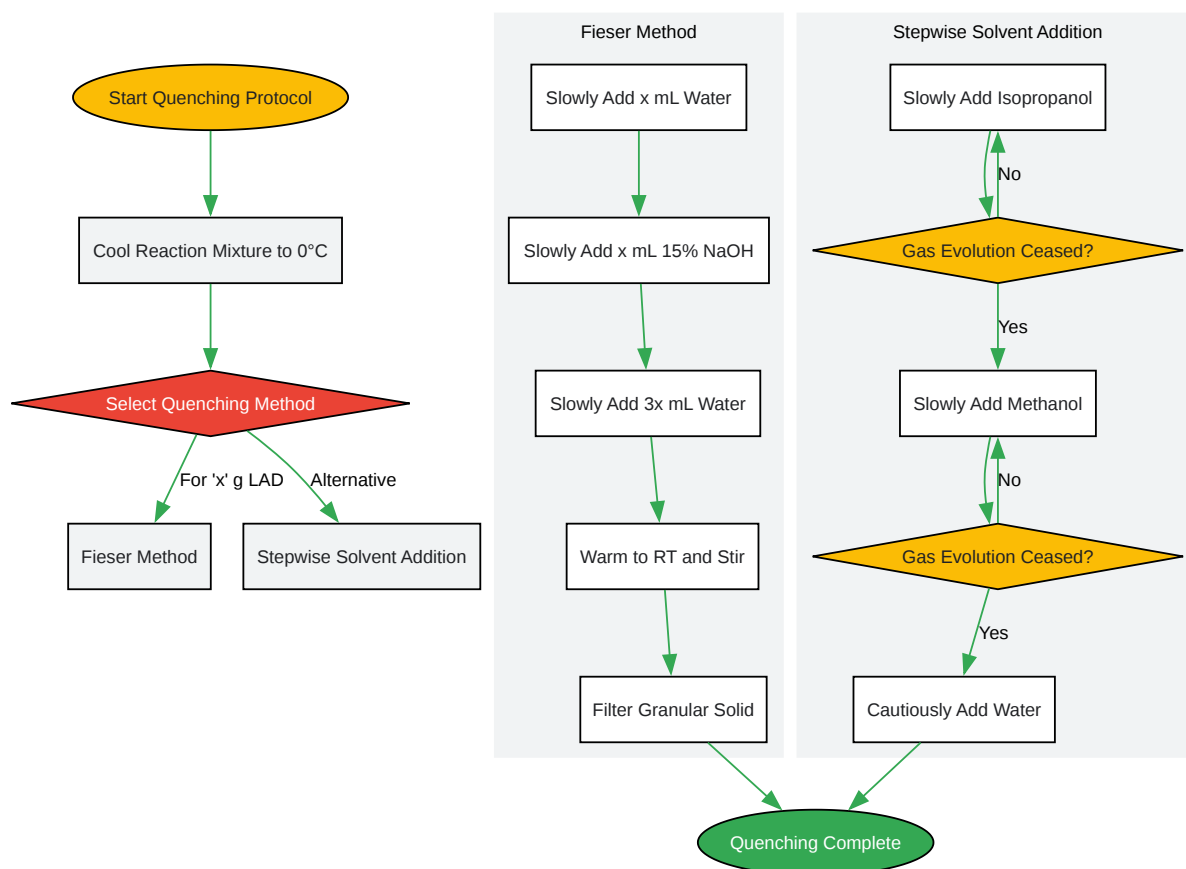 Start Quenching Protocol
Cool Reaction Mixture to 0°C
Select Quenching Method
For 'x' g LAD
Alternative
Fieser Method
Stepwise Solvent Addition
Fieser Method
Slowly Add x mL Water
Slowly Add x mL 15% NaOH
Slowly Add 3x mL Water
Warm to RT and Stir
Filter Granular Solid
Stepwise Solvent Addition
Slowly Add Isopropanol
No
Gas Evolution Ceased?
Yes
Slowly Add Methanol
No
Gas Evolution Ceased?
Yes
Cautiously Add Water
Quenching Complete